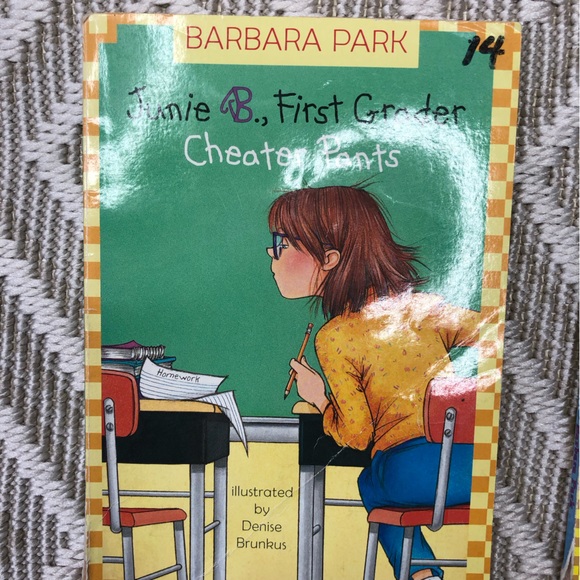 BARBARA PARK
14
Junie B., First Grader
Cheater Pants
Homework
illustrated
by
Denise
Brunkus